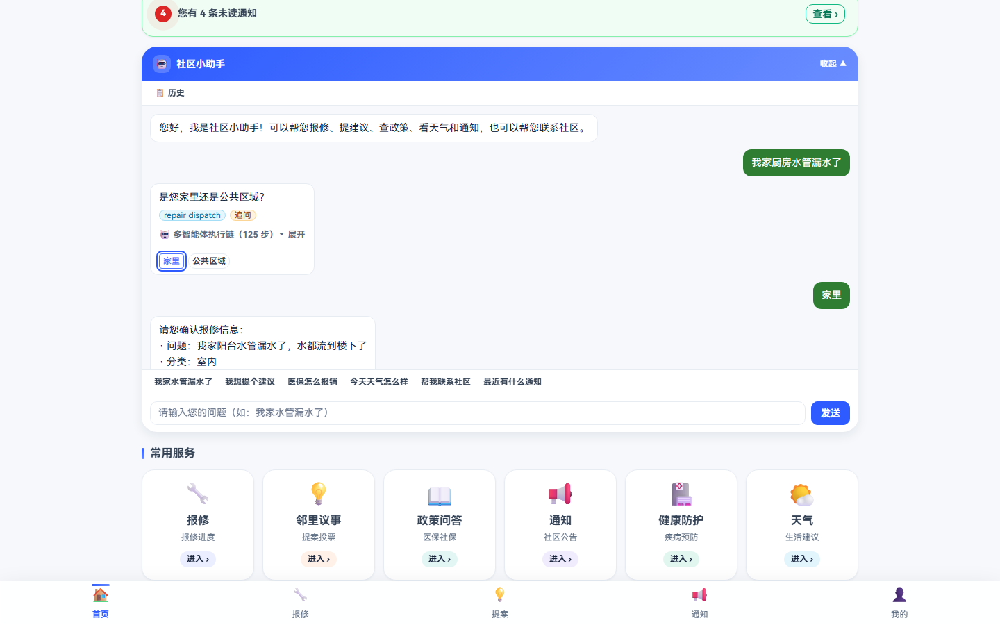 4 您有 4 条未读通知
查看 ›
社区小助手
收起 ▲
历史
您好，我是社区小助手！可以帮您报修、提建议、查政策、看天气和通知，也可以帮您联系社区。
我家厨房水管漏水了
是您家里还是公共区域？
repair_dispatch 追问
多智能体执行链（125 步） ▾ 展开
家里 公共区域
家里
请您确认报修信息：
· 问题：我家阳台水管漏水了，水都流到楼下了
· 分类：室内
我家水管漏水了 我想提个建议 医保怎么报销 今天天气怎么样 帮我联系社区 最近有什么通知
请输入您的问题（如：我家水管漏水了）
发送
常用服务
报修 邻里议事 政策问答 通知 健康防护 天气
报修进度 提案投票 医保社保 社区公告 疾病预防 生活建议
进入 › 进入 › 进入 › 进入 › 进入 › 进入 ›
首页 报修 提案 通知 我的